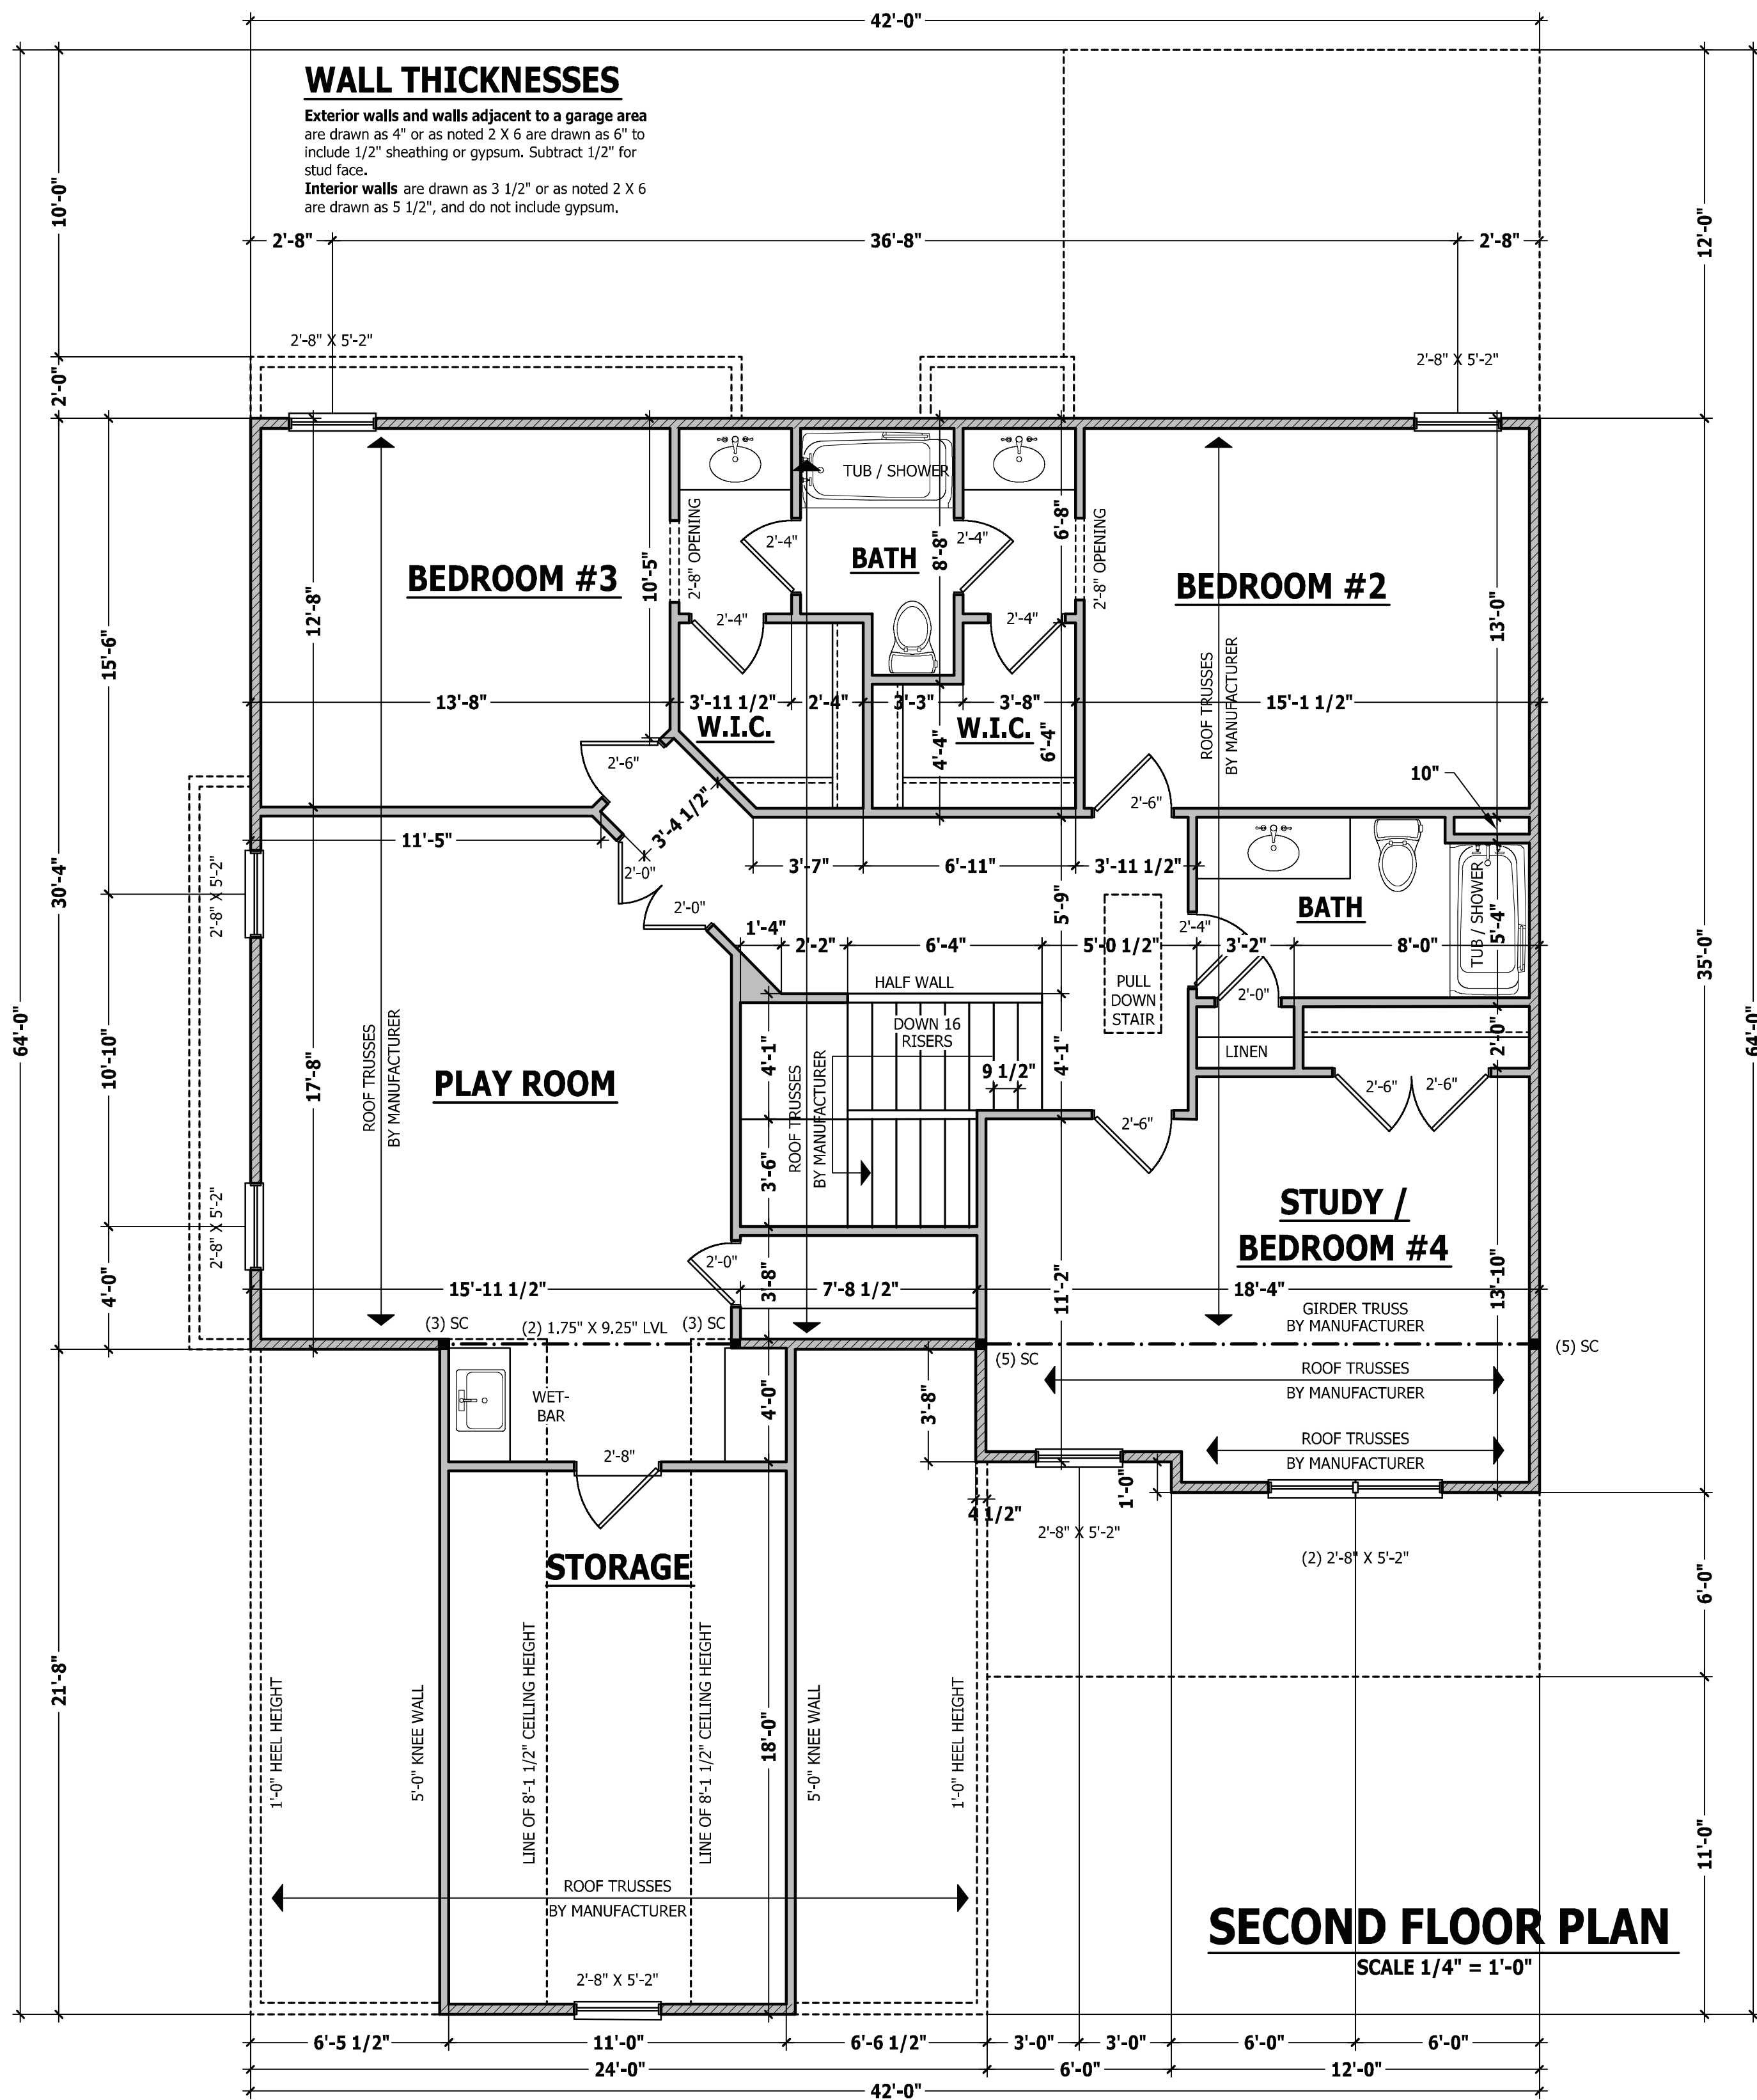 42'-0"
WALL THICKNESSES
Exterior walls and walls adjacent to a garage area
are drawn as 4" or as noted 2 X 6 are drawn as 6" to
include 1/2" sheathing or gypsum. Subtract 1/2" for
stud face.
Interior walls are drawn as 3 1/2" or as noted 2 X 6
are drawn as 5 1/2", and do not include gypsum.
10'-0"
12'-0"
2'-8"
36'-8"
2'-8"
2'-8" X 5'-2"
2'-8" X 5'-2"
2'-0"
TUB / SHOWER
2'-8" OPENING
2'-4"
BATH
8'-8"
2'-4"
6'-8"
2'-8" OPENING
BEDROOM #3
10'-5"
BEDROOM #2
12'-8"
13'-0"
15'-6"
2'-4"
2'-4"
ROOF TRUSSES
BY MANUFACTURER
13'-8"
3'-11 1/2"
2'-4"
3'-3"
3'-8"
15'-1 1/2"
W.I.C.
W.I.C.
4'-4"
6'-4"
2'-6"
10"
2'-6"
3'-4 1/2"
11'-5"
3'-7"
6'-11"
3'-11 1/2"
30'-4"
2'-8" X 5'-2"
2'-0"
2'-0"
5'-9"
BATH
TUB / SHOWER
5'-4"
2'-4"
1'-4"
2'-2"
6'-4"
5'-0 1/2"
3'-2"
8'-0"
35'-0"
HALF WALL
PULL
DOWN
STAIR
2'-0"
DOWN 16
RISERS
LINEN
2'-0"
64'-0"
64'-0"
10'-10"
17'-8"
ROOF TRUSSES
BY MANUFACTURER
PLAY ROOM
4'-1"
9 1/2"
4'-1"
2'-6"
2'-6"
ROOF TRUSSES
BY MANUFACTURER
2'-6"
3'-6"
STUDY /
BEDROOM #4
2'-8" X 5'-2"
4'-0"
2'-0"
15'-11 1/2"
3'-8"
7'-8 1/2"
11'-2"
18'-4"
13'-10"
GIRDER TRUSS
BY MANUFACTURER
(3) SC
(2) 1.75" X 9.25" LVL
(3) SC
(5) SC
(5) SC
ROOF TRUSSES
BY MANUFACTURER
WET-
BAR
4'-0"
3'-8"
ROOF TRUSSES
BY MANUFACTURER
2'-8"
1'-0"
4 1/2"
2'-8" X 5'-2"
(2) 2'-8" X 5'-2"
STORAGE
6'-0"
21'-8"
1'-0" HEEL HEIGHT
5'-0" KNEE WALL
LINE OF 8'-1 1/2" CEILING HEIGHT
LINE OF 8'-1 1/2" CEILING HEIGHT
18'-0"
5'-0" KNEE WALL
1'-0" HEEL HEIGHT
11'-0"
ROOF TRUSSES
BY MANUFACTURER
2'-8" X 5'-2"
SECOND FLOOR PLAN
SCALE 1/4" = 1'-0"
6'-5 1/2"
11'-0"
6'-6 1/2"
3'-0"
3'-0"
6'-0"
6'-0"
24'-0"
6'-0"
12'-0"
42'-0"